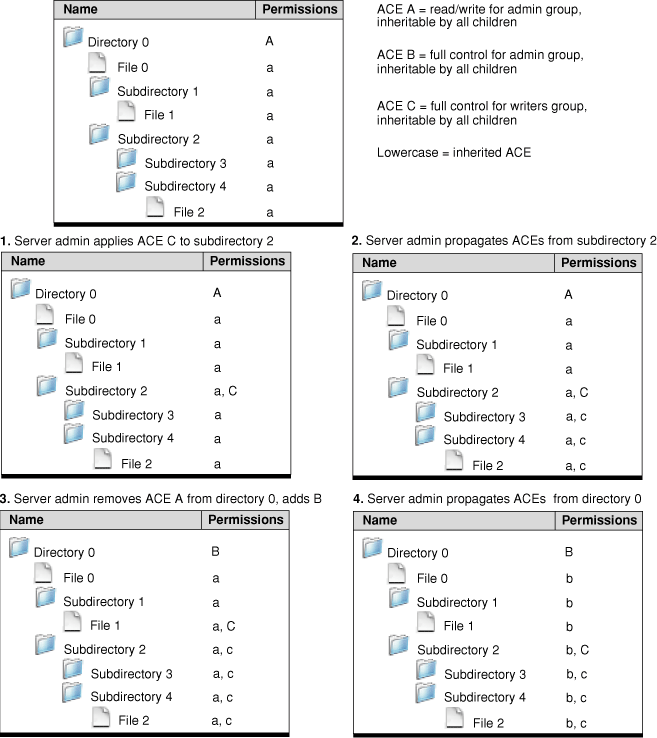 Name Permissions
Directory 0 A
File 0 a
Subdirectory 1 a
File 1 a
Subdirectory 2 a
Subdirectory 3 a
Subdirectory 4 a
File 2 a
ACE A = read/write for admin group,
inheritable by all children
ACE B = full control for admin group,
inheritable by all children
ACE C = full control for writers group,
inheritable by all children
Lowercase = inherited ACE
1. Server admin applies ACE C to subdirectory 2
Name Permissions
Directory 0 A
File 0 a
Subdirectory 1 a
File 1 a
Subdirectory 2 a, C
Subdirectory 3 a
Subdirectory 4 a
File 2 a
2. Server admin propagates ACEs from subdirectory 2
Name Permissions
Directory 0 A
File 0 a
Subdirectory 1 a
File 1 a
Subdirectory 2 a, C
Subdirectory 3 a, c
Subdirectory 4 a, c
File 2 a, c
3. Server admin removes ACE A from directory 0, adds B
Name Permissions
Directory 0 B
File 0 a
Subdirectory 1 a
File 1 a, C
Subdirectory 2 a, c
Subdirectory 3 a, c
Subdirectory 4 a, c
File 2 a, c
4. Server admin propagates ACEs from directory 0
Name Permissions
Directory 0 B
File 0 b
Subdirectory 1 b
File 1 b
Subdirectory 2 b, C
Subdirectory 3 b, c
Subdirectory 4 b, c
File 2 b, c